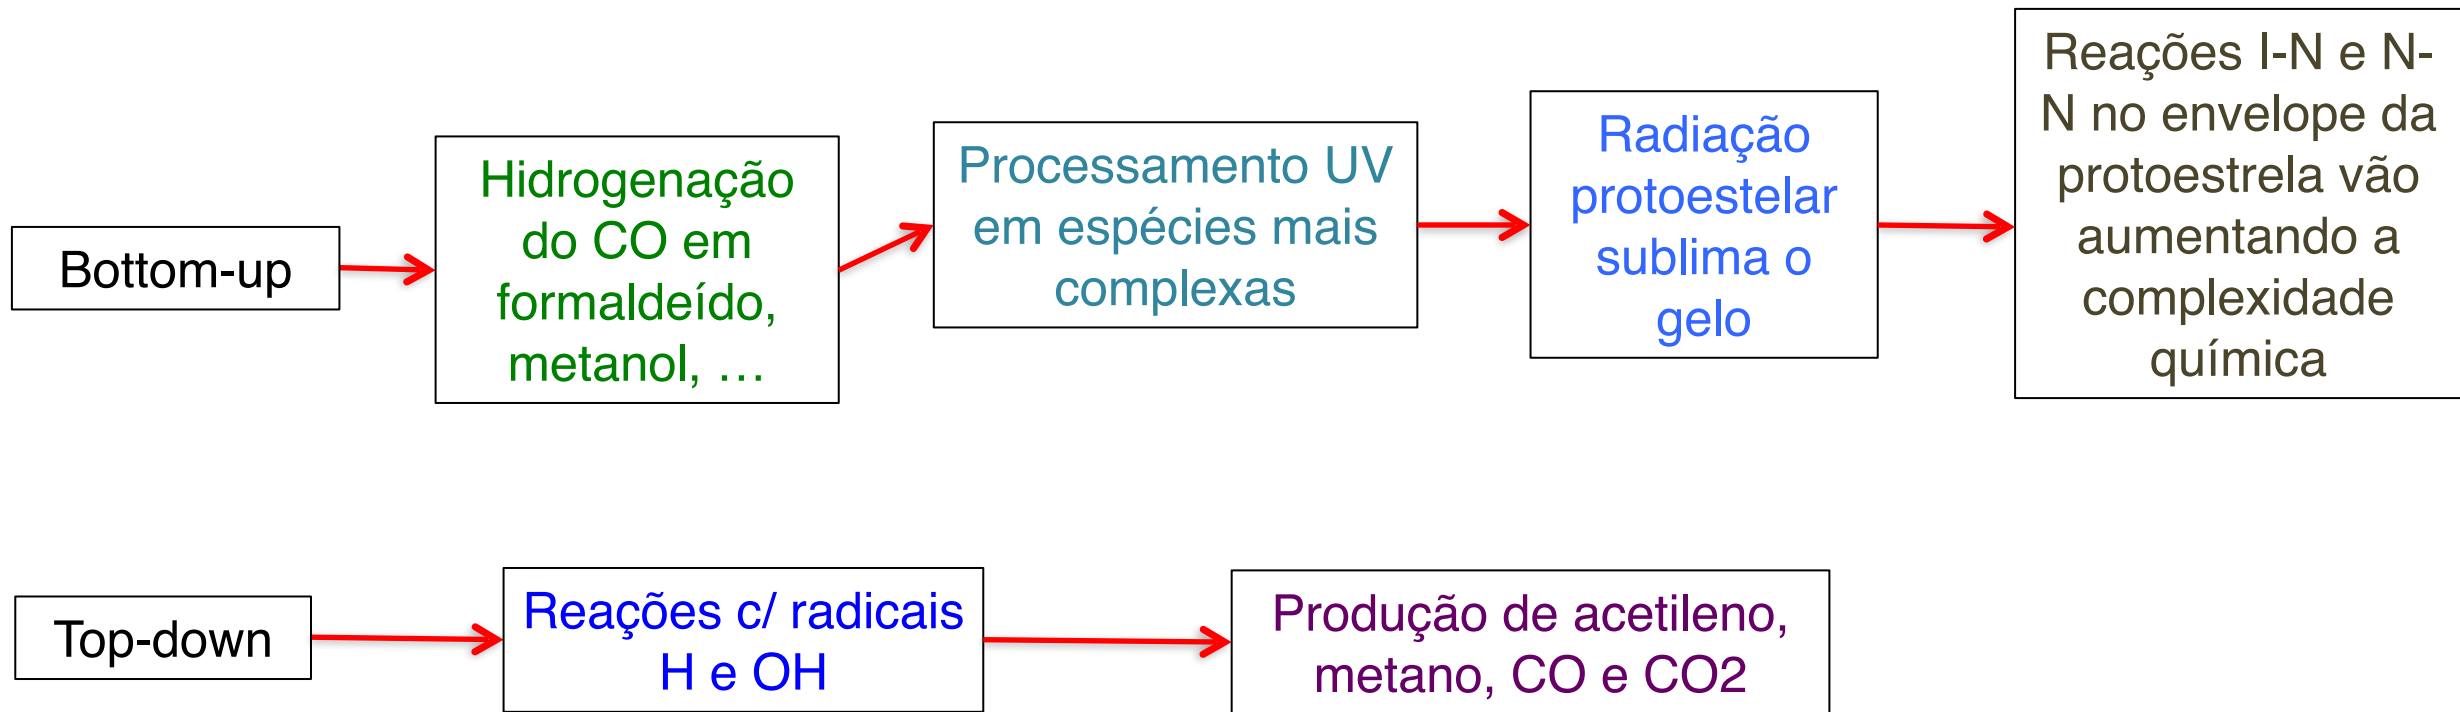 Bottom-up
Hidrogenação
do CO em
formaldeído,
metanol, …
Processamento UV
em espécies mais
complexas
Radiação
protoestelar
sublima o
gelo
Reações I-N e N-
N no envelope da
protoestrela vão
aumentando a
complexidade
química
Top-down
Reações c/ radicais
H e OH
Produção de acetileno,
metano, CO e CO2